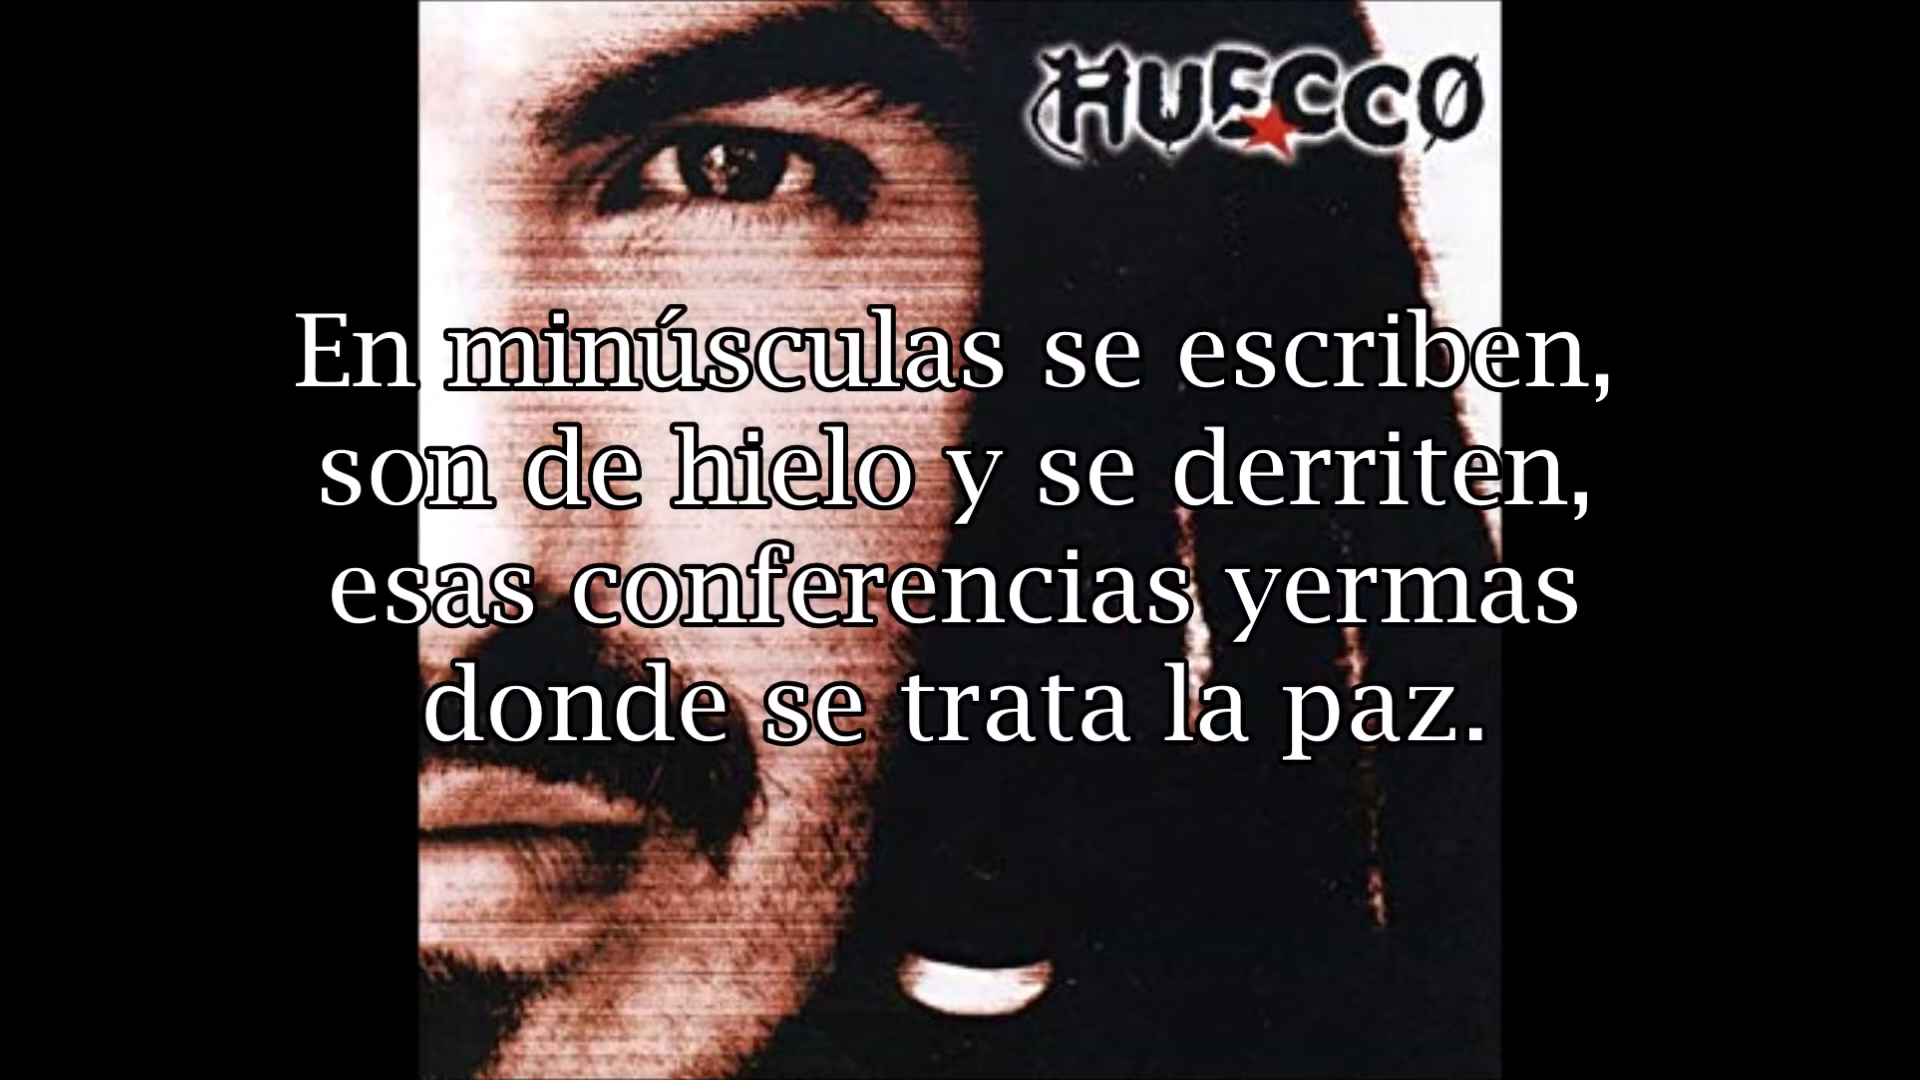 HUECCO
En minúsculas se escriben,
son de hielo y se derriten,
esas conferencias yermas
donde se trata la paz.